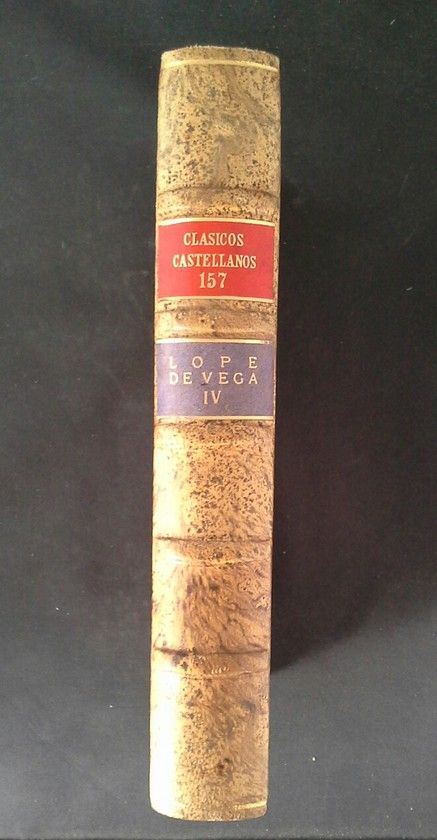 CLASICOS
CASTELLANOS
157
LOPE
DE VEGA
IV